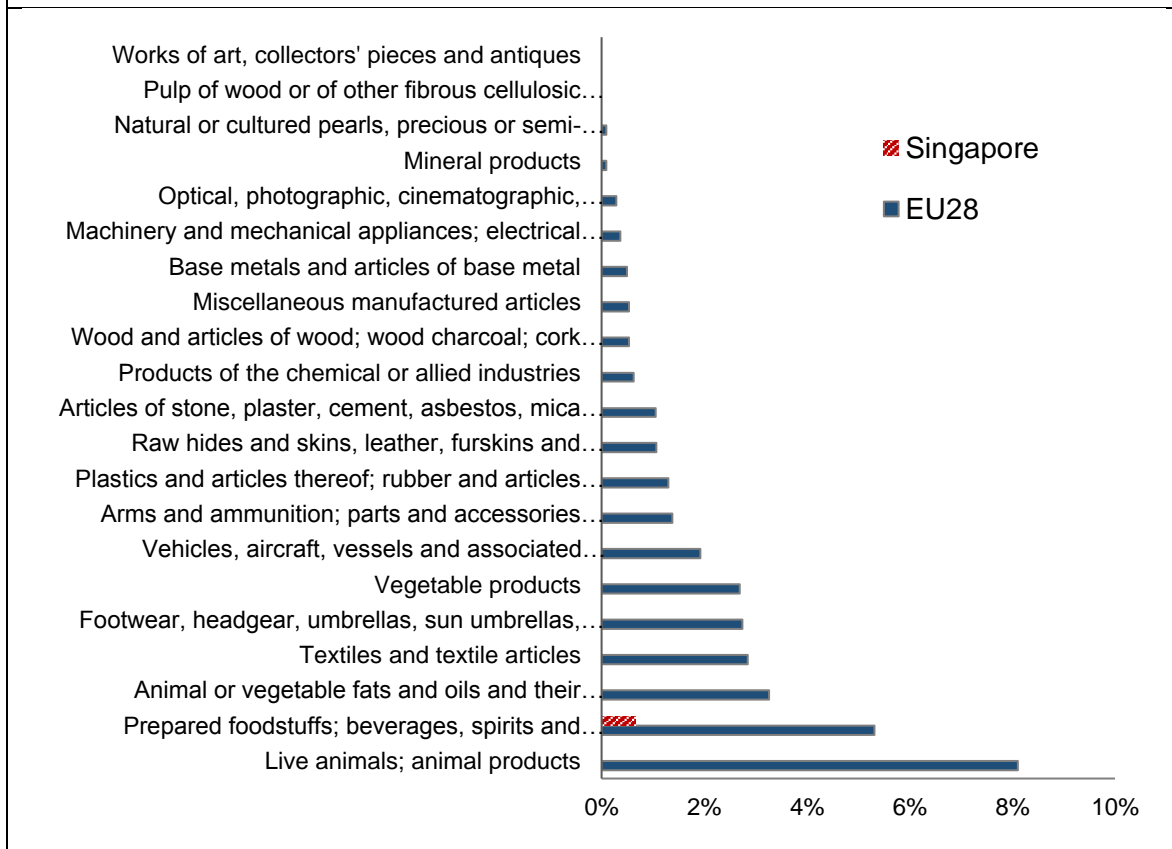 Works of art, collectors' pieces and antiques
Pulp of wood or of other fibrous cellulosic…
Natural or cultured pearls, precious or semi-…
Mineral products
Optical, photographic, cinematographic,…
Machinery and mechanical appliances; electrical…
Base metals and articles of base metal
Miscellaneous manufactured articles
Wood and articles of wood; wood charcoal; cork…
Products of the chemical or allied industries
Articles of stone, plaster, cement, asbestos, mica…
Raw hides and skins, leather, furskins and…
Plastics and articles thereof; rubber and articles…
Arms and ammunition; parts and accessories…
Vehicles, aircraft, vessels and associated…
Vegetable products
Footwear, headgear, umbrellas, sun umbrellas,…
Textiles and textile articles
Animal or vegetable fats and oils and their…
Prepared foodstuffs; beverages, spirits and…
Live animals; animal products
0% 2% 4% 6% 8% 10%
Singapore
EU28